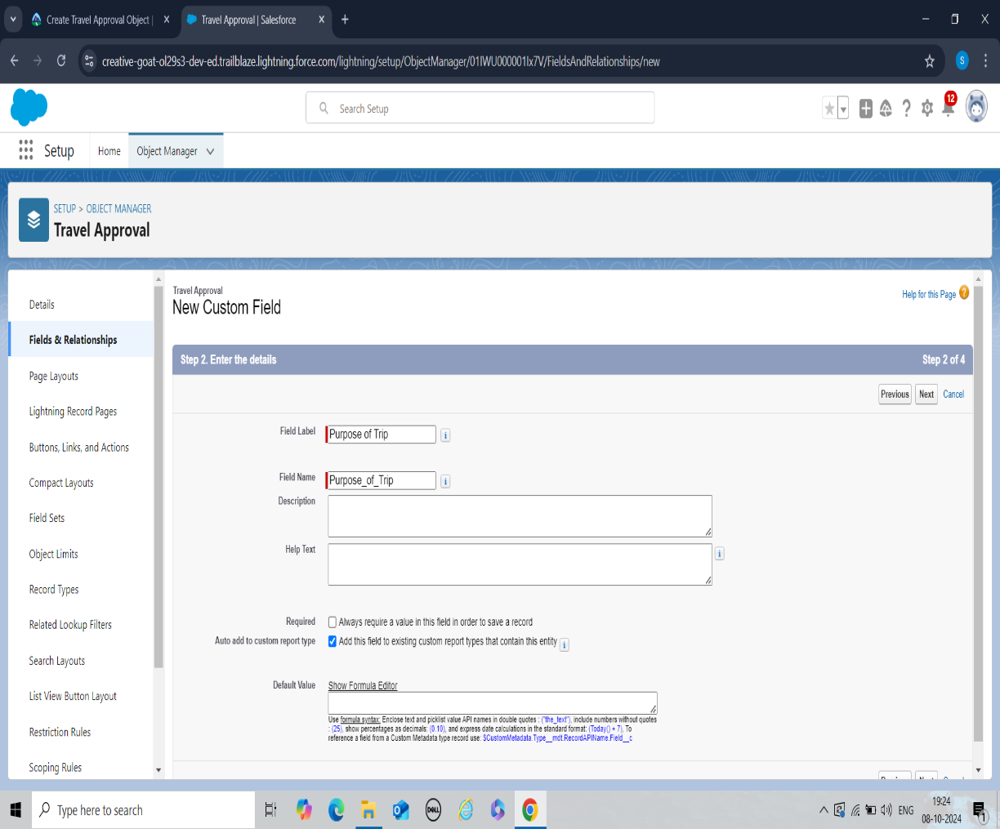 Create Travel Approval Object |
Travel Approval | Salesforce
creative-goat-ol29s3-dev-ed.trailblaze.lightning.force.com/lightning/setup/ObjectManager/01IWU000001Ix7V/FieldsAndRelationships/new
S
Search Setup
12
Setup
Home
Object Manager
SETUP > OBJECT MANAGER
Travel Approval
Details
Fields & Relationships
Page Layouts
Lightning Record Pages
Buttons, Links, and Actions
Compact Layouts
Field Sets
Object Limits
Record Types
Related Lookup Filters
Search Layouts
List View Button Layout
Restriction Rules
Scoping Rules
Travel Approval
New Custom Field
Help for this Page
Step 2. Enter the details
Step 2 of 4
Previous
Next
Cancel
Field Label
Purpose of Trip
Field Name
Purpose_of_Trip
Description
Help Text
Required
Always require a value in this field in order to save a record
Auto add to custom report type
Add this field to existing custom report types that contain this entity
Default Value
Show Formula Editor
Use formula syntax: Enclose text and picklist value API names in double quotes : ("the_text"), include numbers without quotes
: (25), show percentages as decimals: (0.10), and express date calculations in the standard format: (Today() + 7). To
reference a field from a Custom Metadata type record use: $CustomMetadata.Type__mdt.RecordAPIName.Field__c
Type here to search
DELL
ENG
19:24
08-10-2024
1